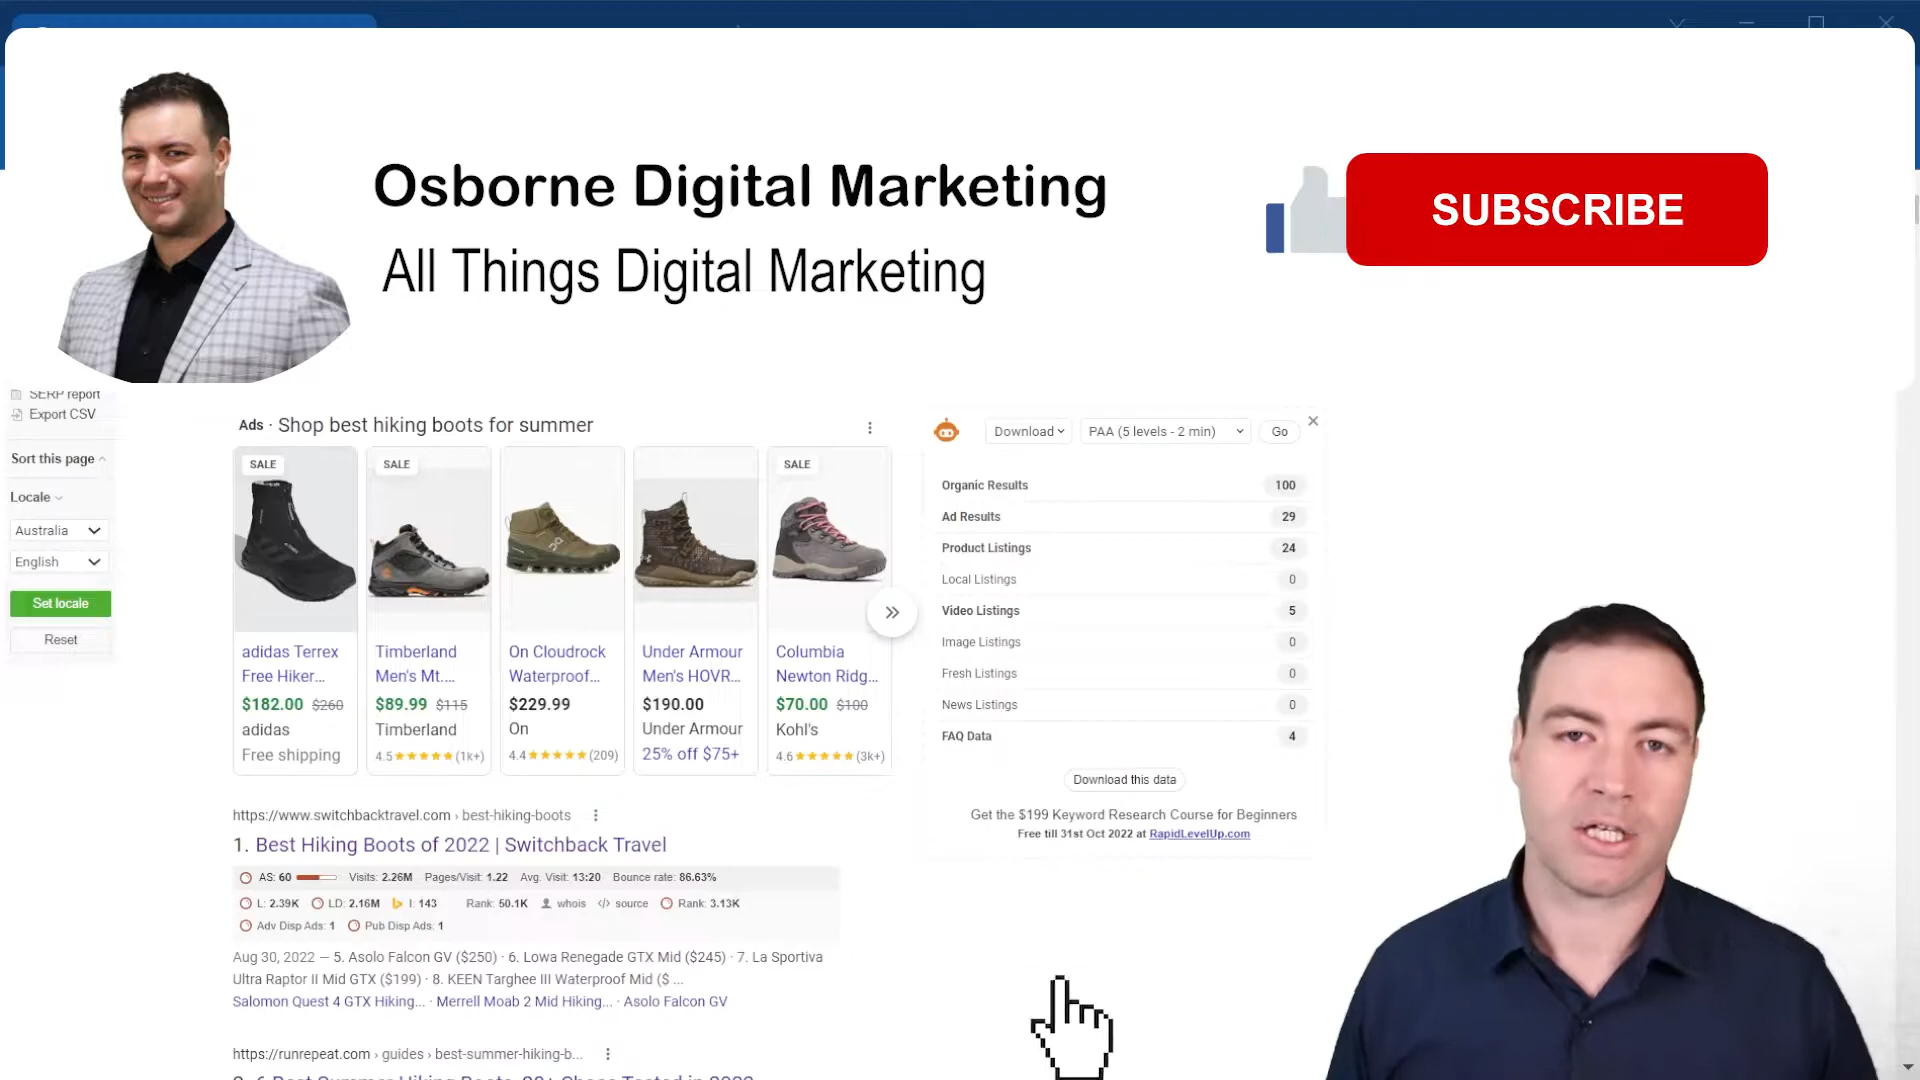 Osborne Digital Marketing
All Things Digital Marketing
SUBSCRIBE
SERP report
Export CSV
Sort this page
Locale
Australia
English
Set locale
Reset
Ads · Shop best hiking boots for summer
SALE
adidas Terrex
Free Hiker...
$182.00 $260
adidas
Free shipping
SALE
Timberland
Men's Mt....
$89.99 $115
Timberland
4.5 (1k+)
On Cloudrock
Waterproof...
$229.99
On
4.4 (209)
Under Armour
Men's HOVR...
$190.00
Under Armour
25% off $75+
SALE
Columbia
Newton Ridg...
$70.00 $100
Kohl's
4.6 (3k+)
https://www.switchbacktravel.com › best-hiking-boots
1. Best Hiking Boots of 2022 | Switchback Travel
AS: 60 Visits: 2.26M Pages/Visit: 1.22 Avg. Visit: 13:20 Bounce rate: 86.63%
L: 2.39K LD: 2.16M I: 143 Rank: 50.1K whois </> source Rank: 3.13K
Adv Disp Ads: 1 Pub Disp Ads: 1
Aug 30, 2022 — 5. Asolo Falcon GV ($250) · 6. Lowa Renegade GTX Mid ($245) · 7. La Sportiva
Ultra Raptor II Mid GTX ($199) · 8. KEEN Targhee III Waterproof Mid ($ ...
Salomon Quest 4 GTX Hiking... · Merrell Moab 2 Mid Hiking... · Asolo Falcon GV
https://runrepeat.com › guides › best-summer-hiking-b...
Download PAA (5 levels - 2 min) Go
Organic Results 100
Ad Results 29
Product Listings 24
Local Listings 0
Video Listings 5
Image Listings 0
Fresh Listings 0
News Listings 0
FAQ Data 4
Download this data
Get the $199 Keyword Research Course for Beginners
Free till 31st Oct 2022 at RapidLevelUp.com